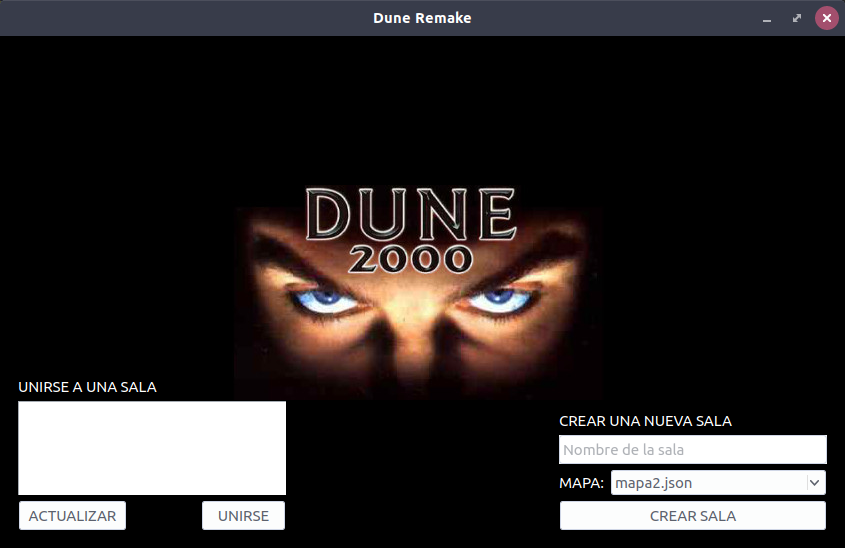 Dune Remake
DUNE
2000
UNIRSE A UNA SALA
ACTUALIZAR
UNIRSE
CREAR UNA NUEVA SALA
Nombre de la sala
MAPA: mapa2.json
CREAR SALA